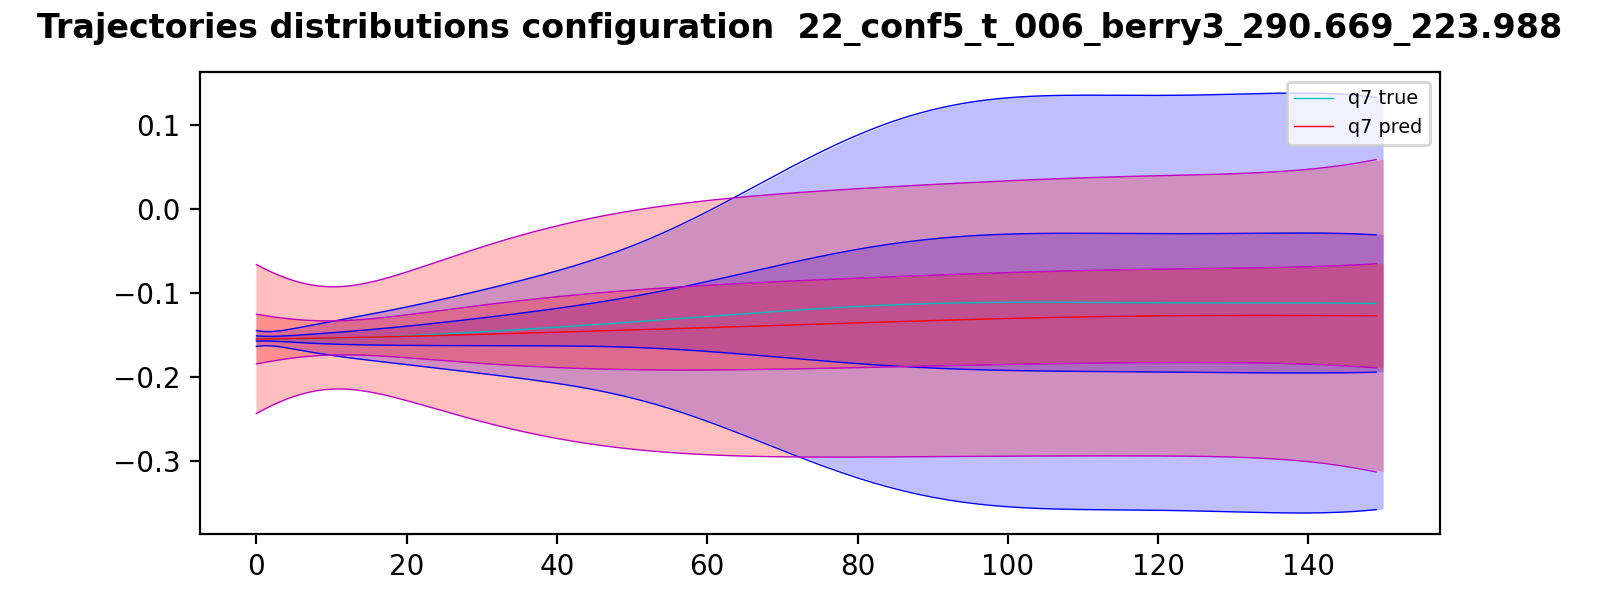 Trajectories distributions configuration  22_conf5_t_006_berry3_290.669_223.988
q7 true
q7 pred
0.1
0.0
−0.1
−0.2
−0.3
0 20 40 60 80 100 120 140